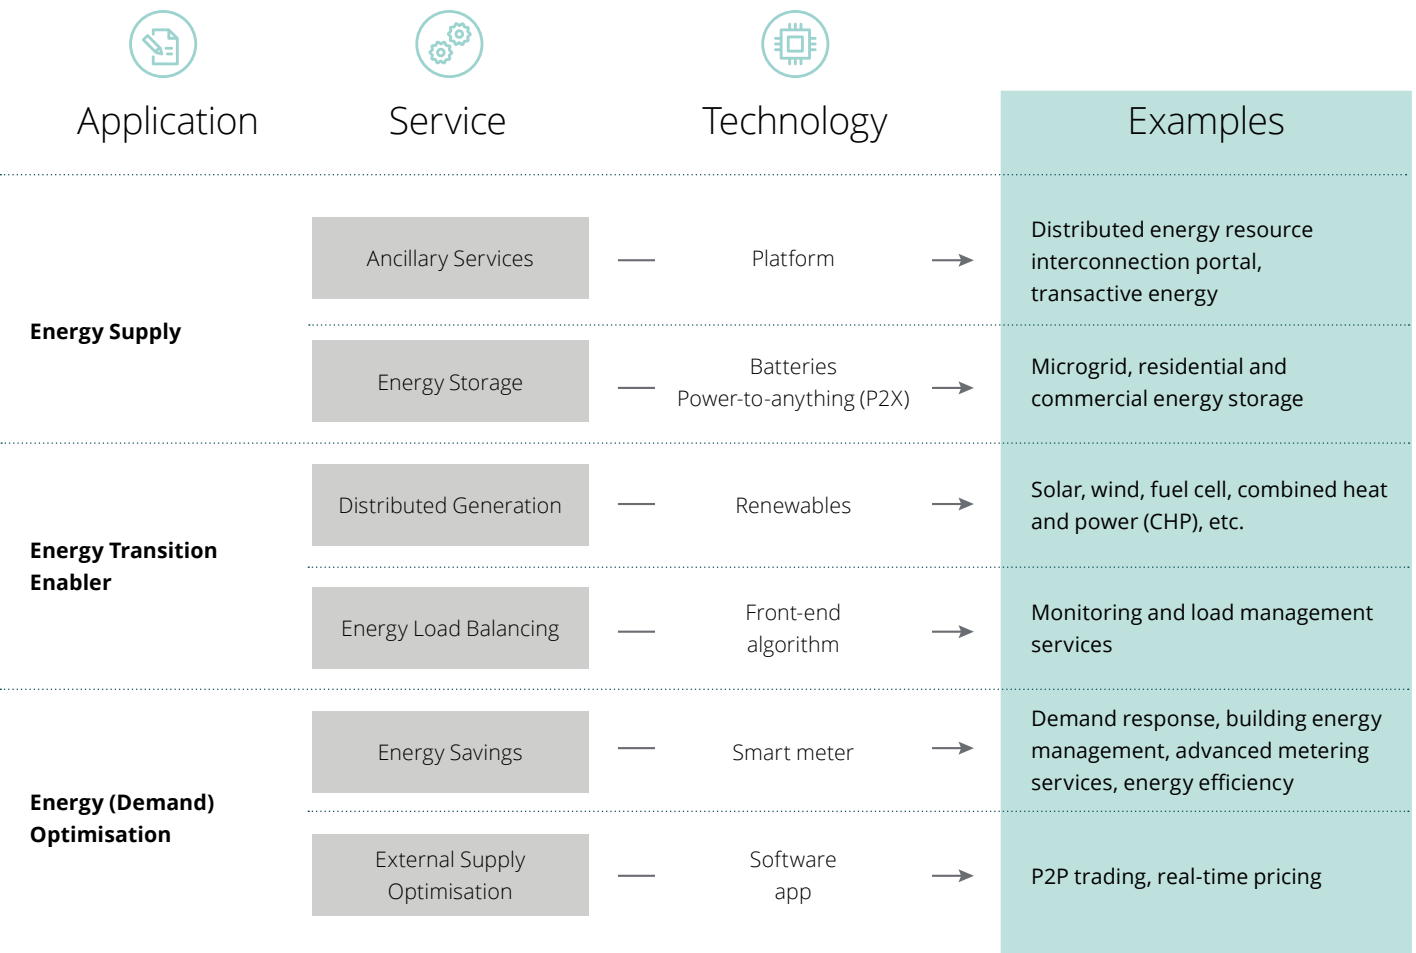 Application
Service
Technology
Examples
Energy Supply
Ancillary Services
Platform
Distributed energy resource
interconnection portal,
transactive energy
Energy Storage
Batteries
Power-to-anything (P2X)
Microgrid, residential and
commercial energy storage
Energy Transition
Enabler
Distributed Generation
Renewables
Solar, wind, fuel cell, combined heat
and power (CHP), etc.
Energy Load Balancing
Front-end
algorithm
Monitoring and load management
services
Energy (Demand)
Optimisation
Energy Savings
Smart meter
Demand response, building energy
management, advanced metering
services, energy efficiency
External Supply
Optimisation
Software
app
P2P trading, real-time pricing